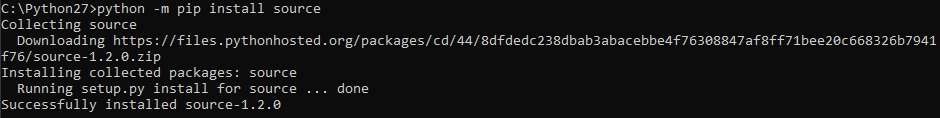 C:\Python27>python -m pip install source
Collecting source
  Downloading https://files.pythonhosted.org/packages/cd/44/8dfdedc238dbab3abacebbe4f76308847af8ff71bee20c668326b7941
f76/source-1.2.0.zip
Installing collected packages: source
  Running setup.py install for source ... done
Successfully installed source-1.2.0